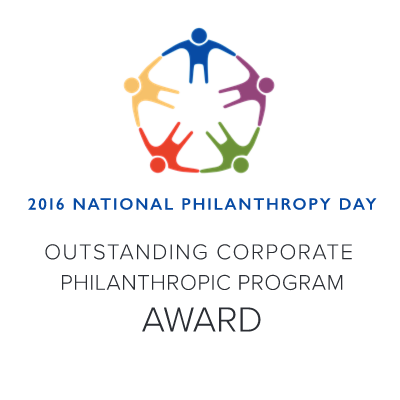 2016 NATIONAL PHILANTHROPY DAY
OUTSTANDING CORPORATE
PHILANTHROPIC PROGRAM
AWARD